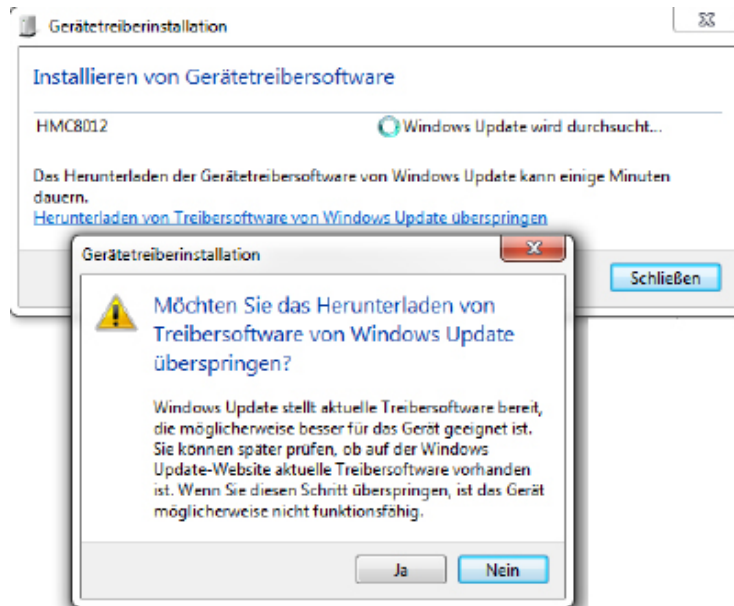 Gerätetreiberinstallation
Installieren von Gerätetreibersoftware
HMC8012
Windows Update wird durchsucht...
Das Herunterladen der Gerätetreibersoftware von Windows Update kann einige Minuten
dauern.
Herunterladen von Treibersoftware von Windows Update überspringen
Schließen
Gerätetreiberinstallation
Möchten Sie das Herunterladen von
Treibersoftware von Windows Update
überspringen?
Windows Update stellt aktuelle Treibersoftware bereit,
die möglicherweise besser für das Gerät geeignet ist.
Sie können später prüfen, ob auf der Windows
Update-Website aktuelle Treibersoftware vorhanden
ist. Wenn Sie diesen Schritt überspringen, ist das Gerät
möglicherweise nicht funktionsfähig.
Ja
Nein